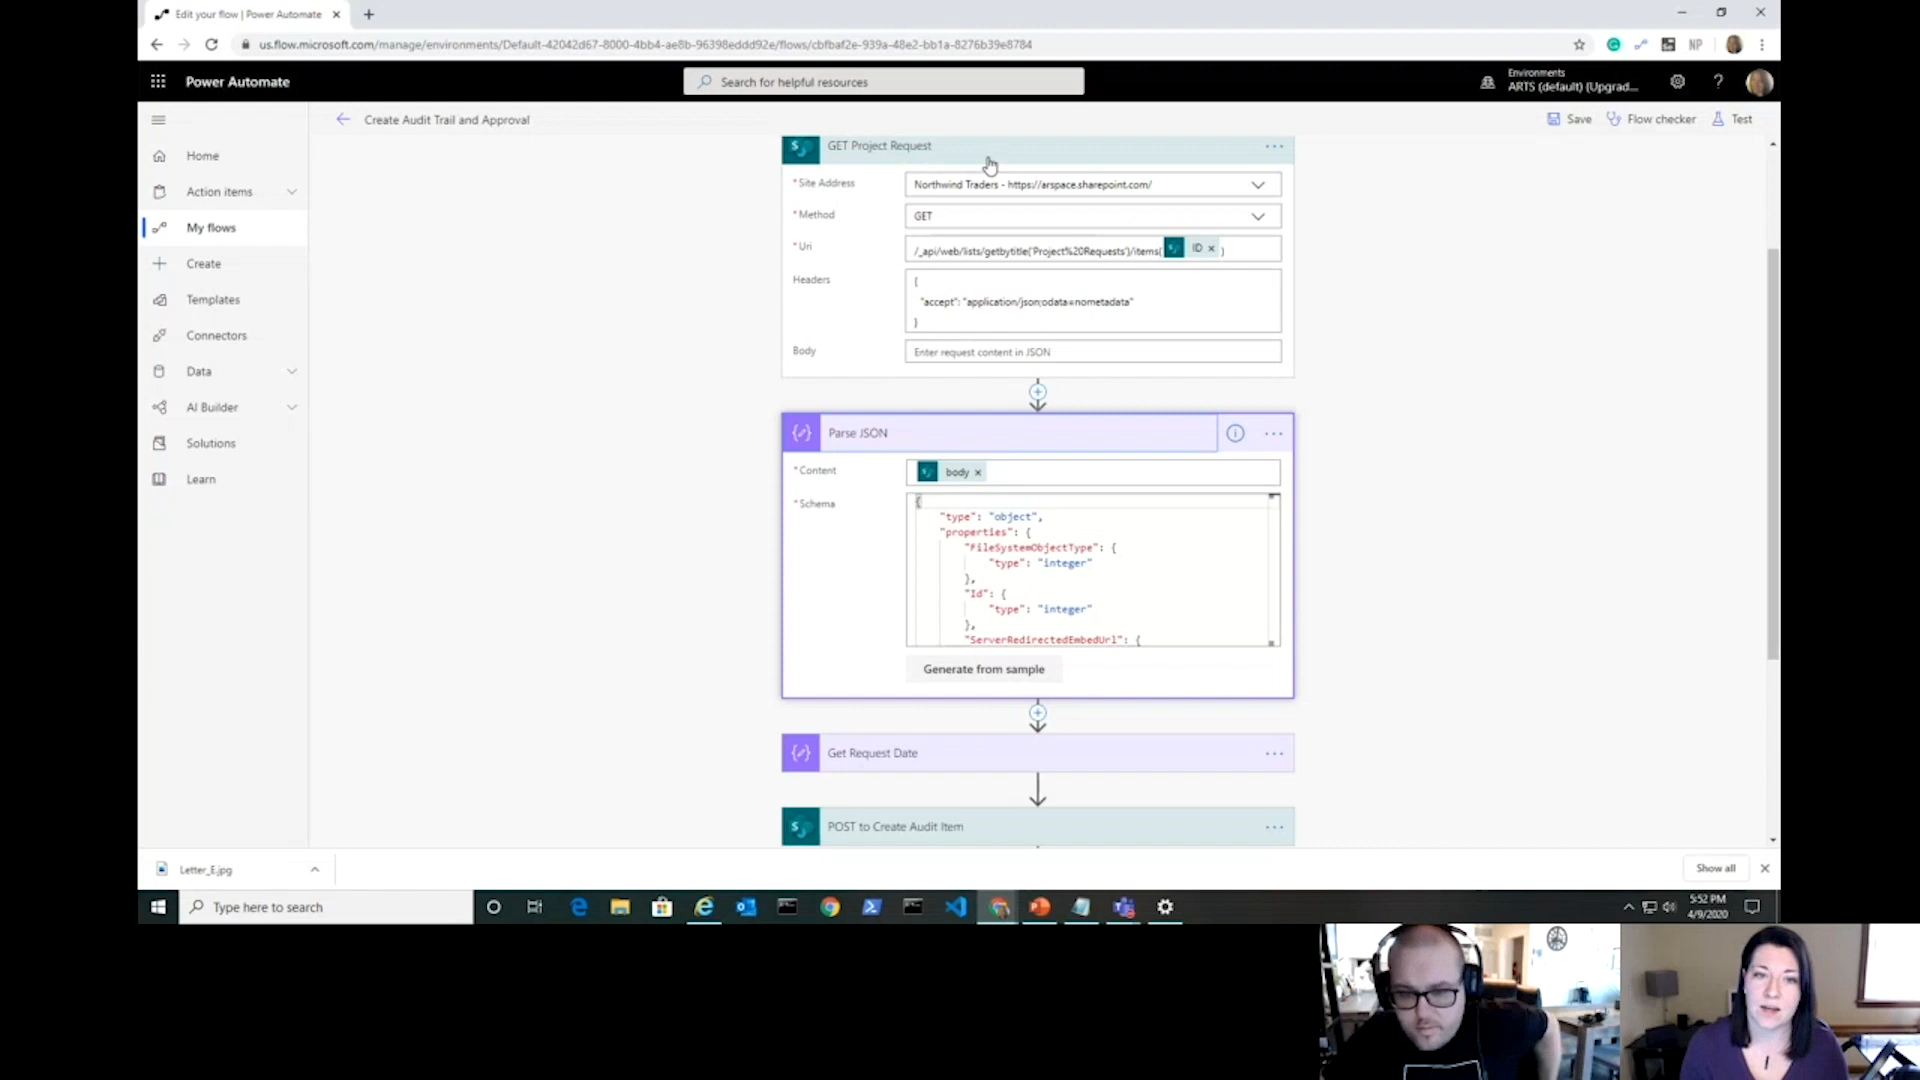 Edit your flow | Power Automate
us.flow.microsoft.com/manage/environments/Default-42042d67-8000-4bb4-ae8b-96398eddd92e/flows/cbfbaf2e-939a-48e2-bb1a-8276b39e8784
NP
Power Automate
Search for helpful resources
Environments
ARTS (default) (Upgrad...
?
Create Audit Trail and Approval
Save
Flow checker
Test
Home
Action items
My flows
Create
Templates
Connectors
Data
AI Builder
Solutions
Learn
GET Project Request
* Site Address
Northwind Traders - https://arspace.sharepoint.com/
* Method
GET
* Uri
/_api/web/lists/getbytitle('Project%20Requests')/items( ID × )
Headers
{
"accept": "application/json;odata=nometadata"
}
Body
Enter request content in JSON
Parse JSON
* Content
body ×
* Schema
{
"type": "object",
"properties": {
"FileSystemObjectType": {
"type": "integer"
},
"Id": {
"type": "integer"
},
"ServerRedirectedEmbedUrl": {
Generate from sample
Get Request Date
POST to Create Audit Item
Letter_E.jpg
Show all
Type here to search
5:52 PM
4/9/2020